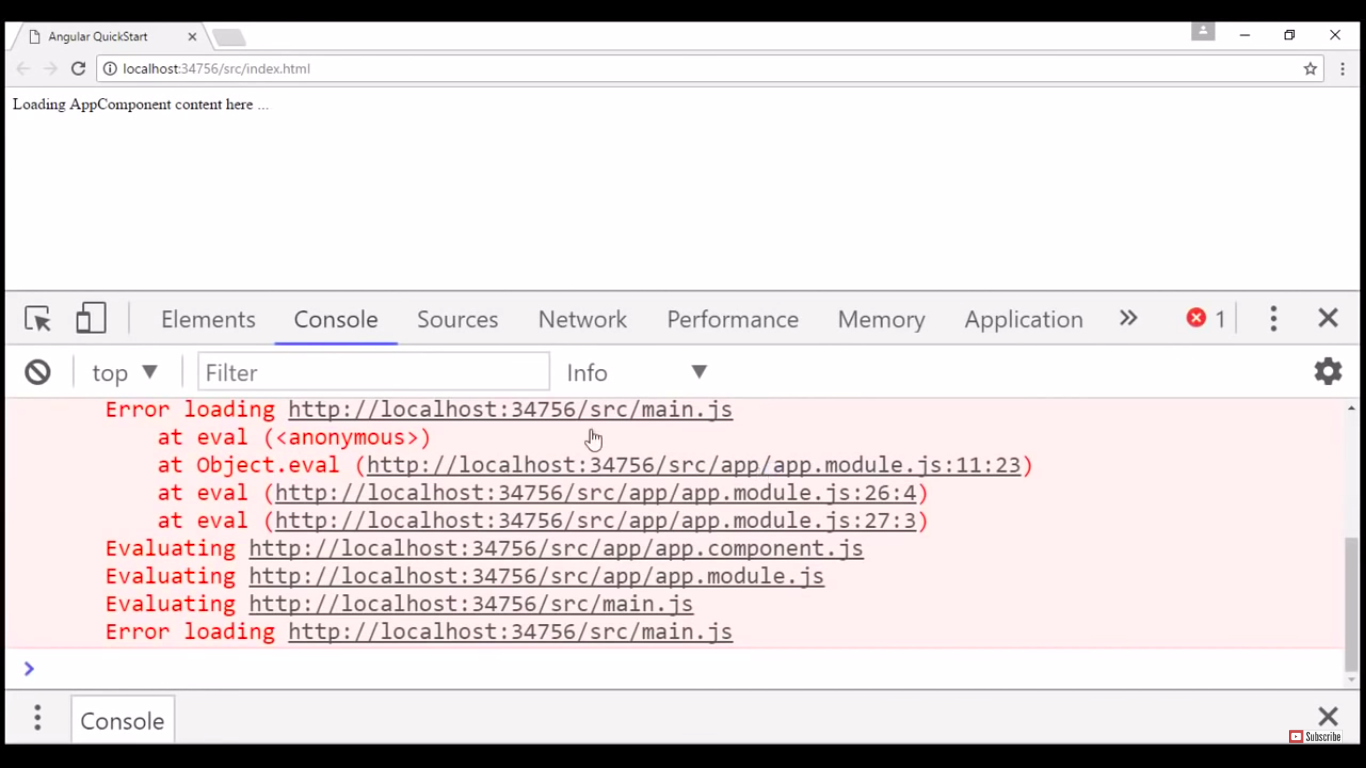 Angular QuickStart
localhost:34756/src/index.html
Loading AppComponent content here ...
Elements Console Sources Network Performance Memory Application » 1
top Filter Info
Error loading http://localhost:34756/src/main.js
at eval (<anonymous>)
at Object.eval (http://localhost:34756/src/app/app.module.js:11:23)
at eval (http://localhost:34756/src/app/app.module.js:26:4)
at eval (http://localhost:34756/src/app/app.module.js:27:3)
Evaluating http://localhost:34756/src/app/app.component.js
Evaluating http://localhost:34756/src/app/app.module.js
Evaluating http://localhost:34756/src/main.js
Error loading http://localhost:34756/src/main.js
Console
Subscribe